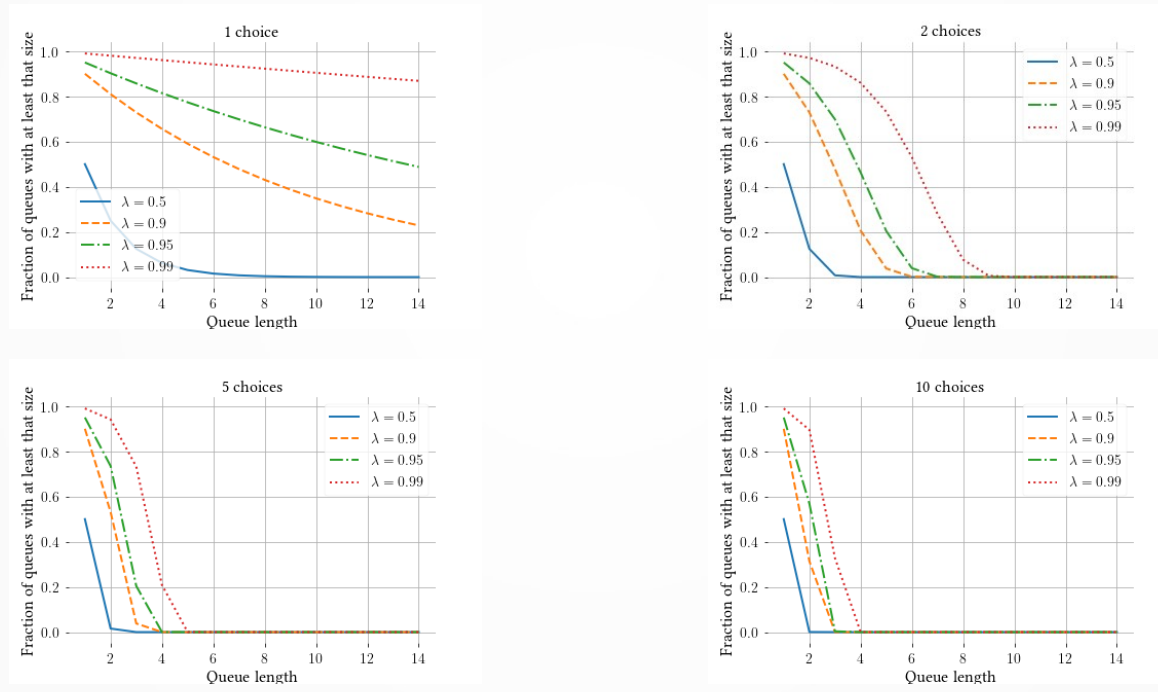 1 choice
Fraction of queues with at least that size
1.0
0.8
0.6
0.4
0.2
0.0
λ = 0.5
λ = 0.9
λ = 0.95
λ = 0.99
2 4 6 8 10 12 14
Queue length
2 choices
Fraction of queues with at least that size
1.0
0.8
0.6
0.4
0.2
0.0
λ = 0.5
λ = 0.9
λ = 0.95
λ = 0.99
2 4 6 8 10 12 14
Queue length
5 choices
Fraction of queues with at least that size
1.0
0.8
0.6
0.4
0.2
0.0
λ = 0.5
λ = 0.9
λ = 0.95
λ = 0.99
2 4 6 8 10 12 14
Queue length
10 choices
Fraction of queues with at least that size
1.0
0.8
0.6
0.4
0.2
0.0
λ = 0.5
λ = 0.9
λ = 0.95
λ = 0.99
2 4 6 8 10 12 14
Queue length